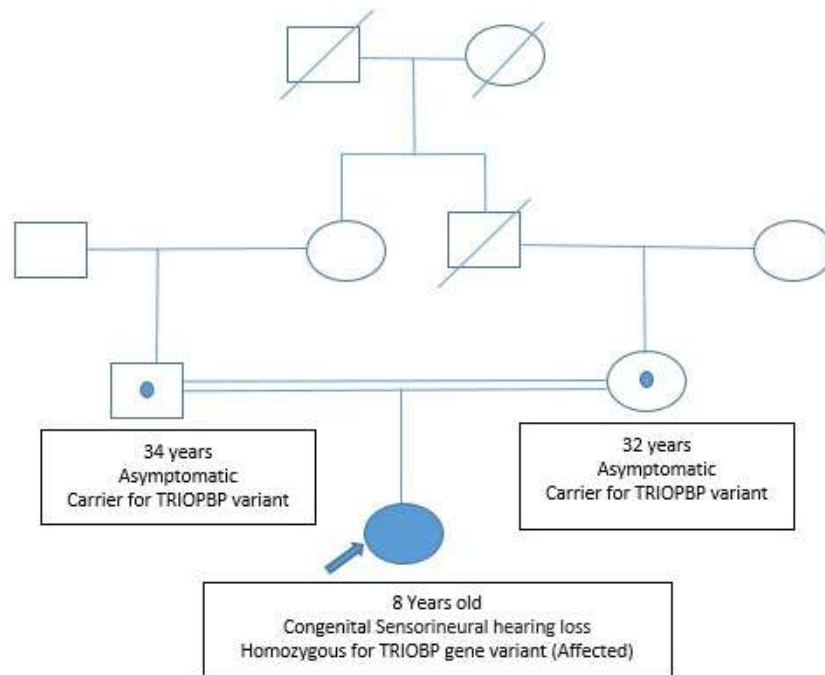 34 years
Asymptomatic
Carrier for TRIOPBP variant
32 years
Asymptomatic
Carrier for TRIOPBP variant
8 Years old
Congenital Sensorineural hearing loss
Homozygous for TRIOBP gene variant (Affected)